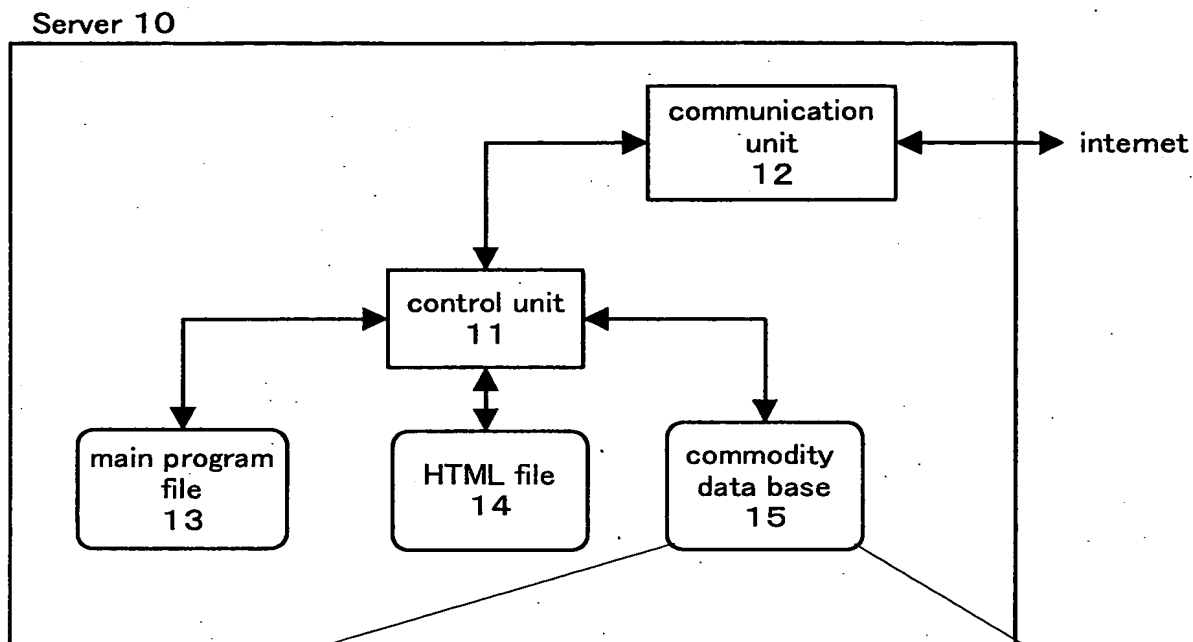 Server 10
communication
unit
12
internet
control unit
11
main program
file
13
HTML file
14
commodity
data base
15